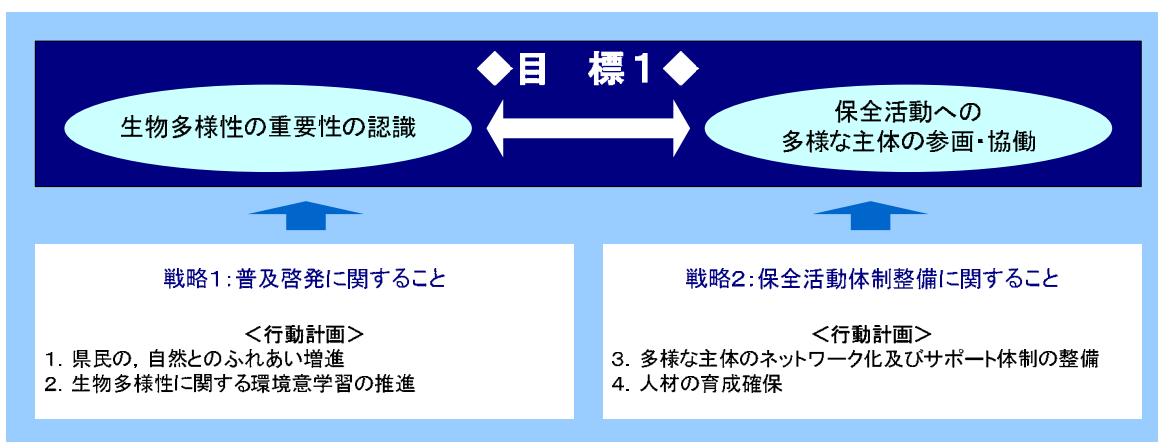 ◆目　標１◆
生物多様性の重要性の認識
保全活動への
多様な主体の参画・協働
戦略１：普及啓発に関すること
＜行動計画＞
１．県民の，自然とのふれあい増進
２．生物多様性に関する環境意学習の推進
戦略２：保全活動体制整備に関すること
＜行動計画＞
３．多様な主体のネットワーク化及びサポート体制の整備
４．人材の育成確保